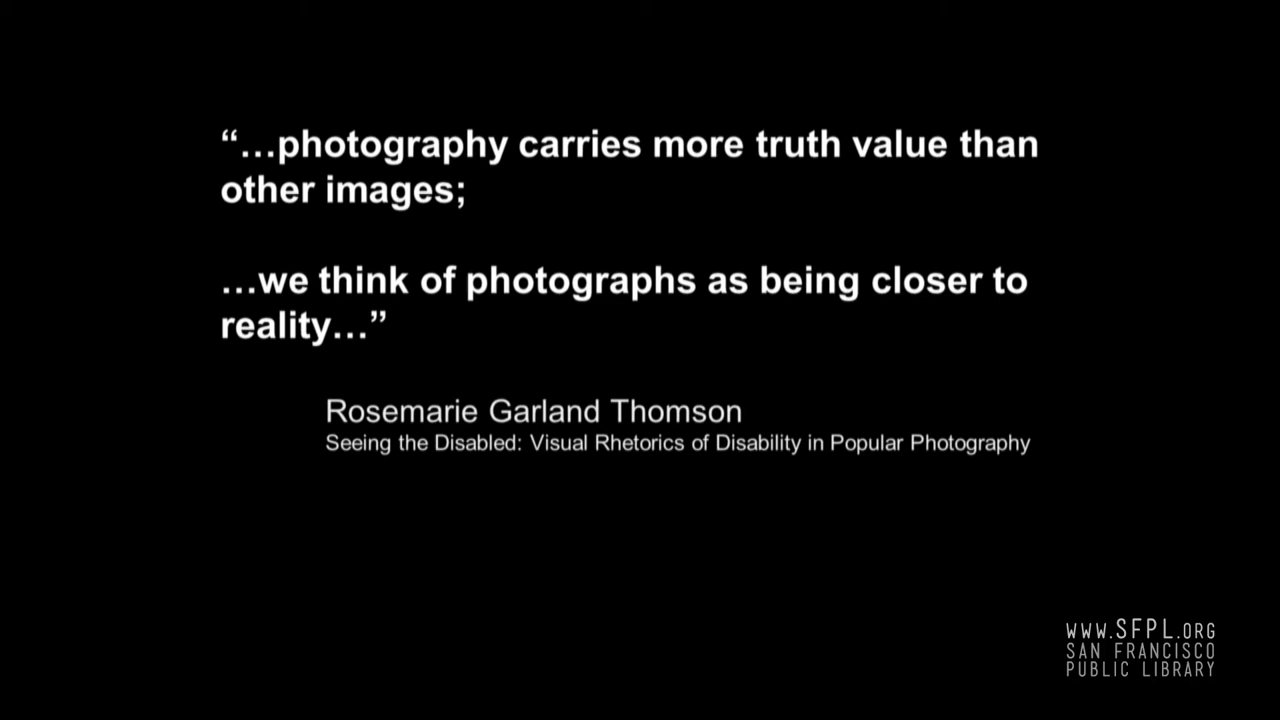 “…photography carries more truth value than
other images;
…we think of photographs as being closer to
reality…”
Rosemarie Garland Thomson
Seeing the Disabled: Visual Rhetorics of Disability in Popular Photography
WWW.SFPL.ORG
SAN FRANCISCO
PUBLIC LIBRARY